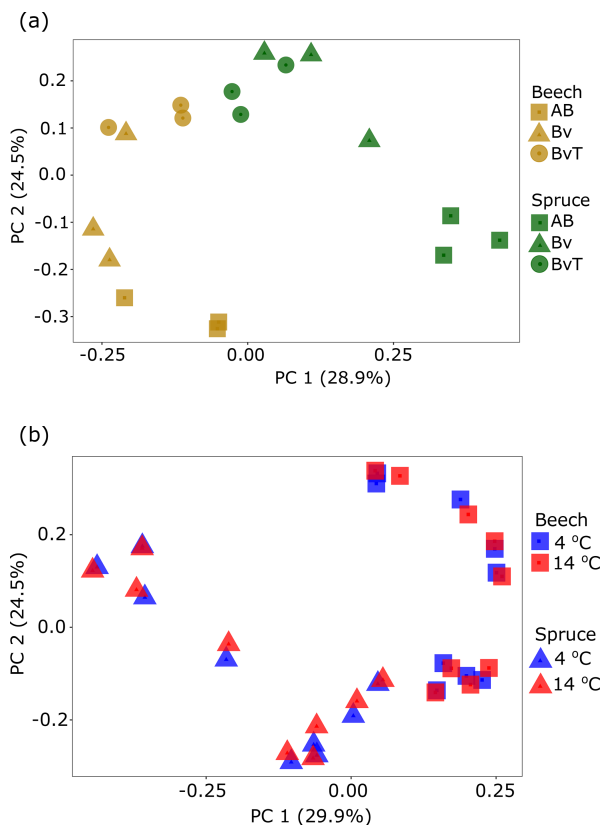 (a)
PC 2 (24.5%)
0.2
0.1
0.0
-0.1
-0.2
-0.3
-0.25
0.00
0.25
PC 1 (28.9%)
Beech
AB
Bv
BvT
Spruce
AB
Bv
BvT
(b)
PC 2 (24.5%)
0.2
0.0
-0.2
-0.25
0.00
0.25
PC 1 (29.9%)
Beech
4 °C
14 °C
Spruce
4 °C
14 °C